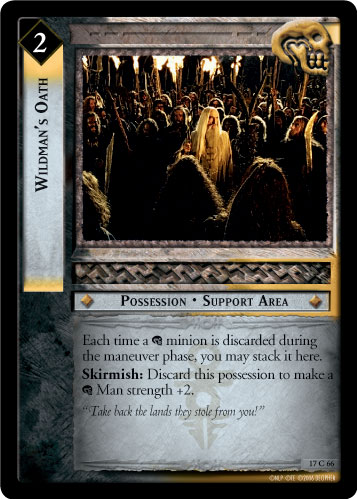 2
WILDMAN'S OATH
POSSESSION • SUPPORT AREA
Each time a minion is discarded during
the maneuver phase, you may stack it here.
Skirmish: Discard this possession to make a
Man strength +2.
"Take back the lands they stole from you!"
17 C 66